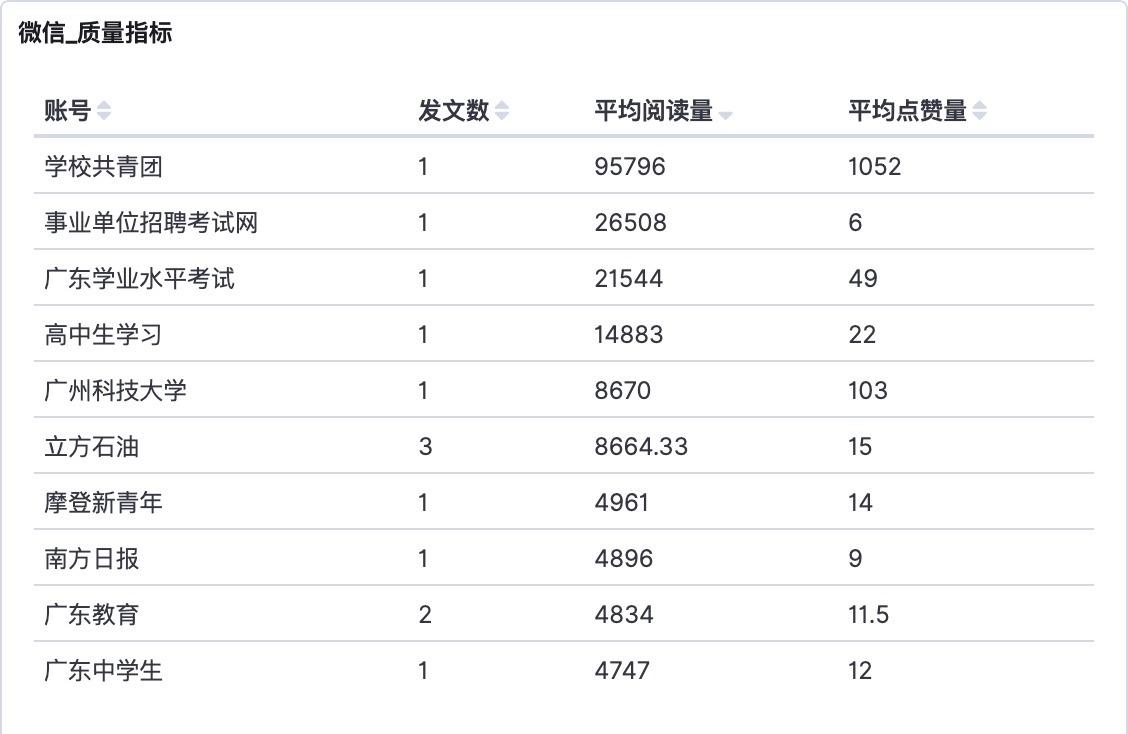 微信_质量指标
账号 发文数 平均阅读量 平均点赞量
学校共青团 1 95796 1052
事业单位招聘考试网 1 26508 6
广东学业水平考试 1 21544 49
高中生学习 1 14883 22
广州科技大学 1 8670 103
立方石油 3 8664.33 15
摩登新青年 1 4961 14
南方日报 1 4896 9
广东教育 2 4834 11.5
广东中学生 1 4747 12